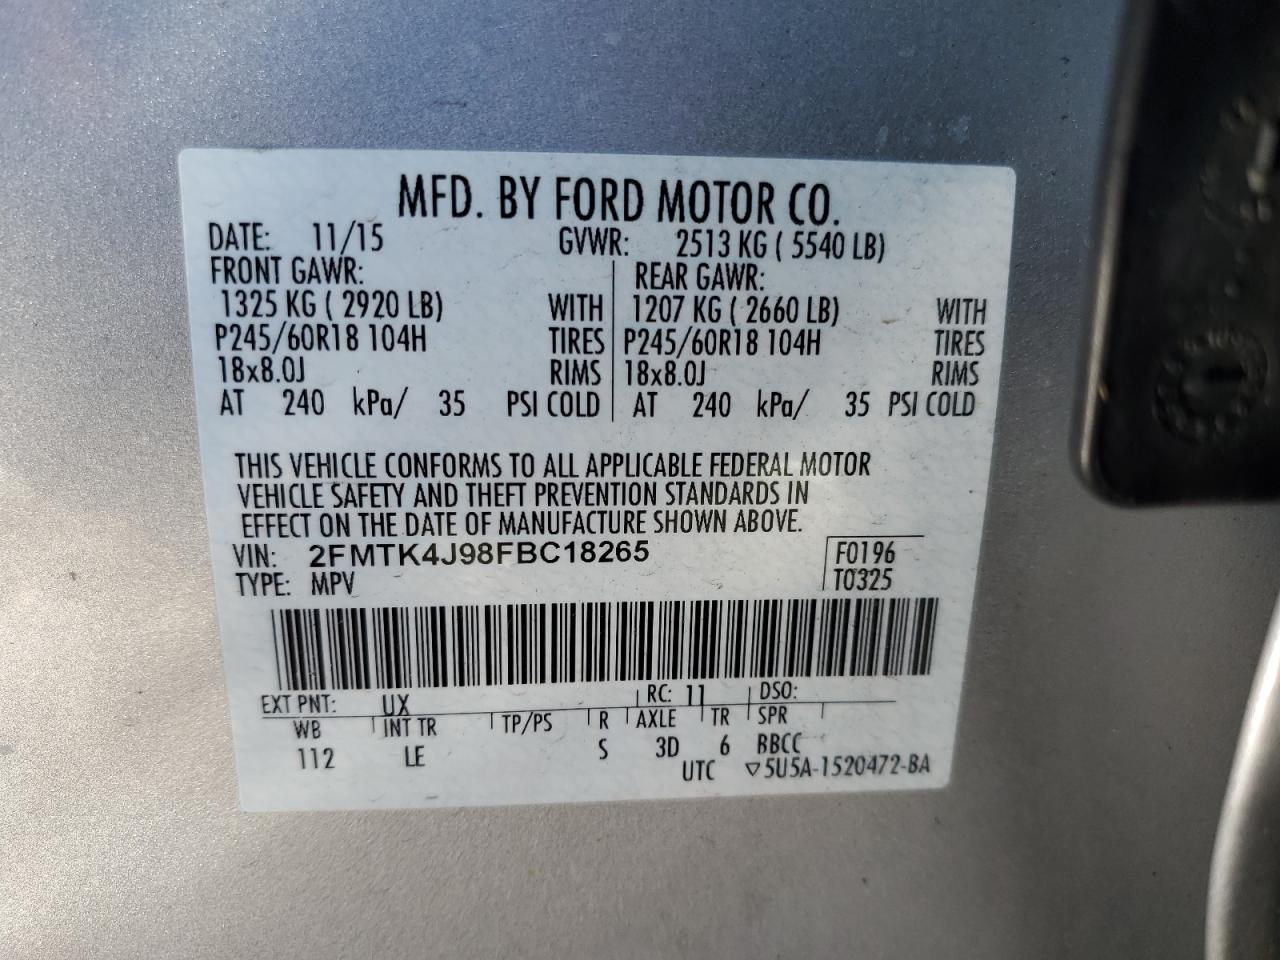 MFD. BY FORD MOTOR CO.
DATE: 11/15 GVWR: 2513 KG ( 5540 LB)
FRONT GAWR: REAR GAWR:
1325 KG ( 2920 LB) WITH 1207 KG ( 2660 LB) WITH
P245/60R18 104H TIRES P245/60R18 104H TIRES
18x8.0J RIMS 18x8.0J RIMS
AT 240 kPa/ 35 PSI COLD AT 240 kPa/ 35 PSI COLD
THIS VEHICLE CONFORMS TO ALL APPLICABLE FEDERAL MOTOR
VEHICLE SAFETY AND THEFT PREVENTION STANDARDS IN
EFFECT ON THE DATE OF MANUFACTURE SHOWN ABOVE.
VIN: 2FMTK4J98FBC18265 F0196
TYPE: MPV T0325
EXT PNT: UX RC: 11 DSO:
WB INT TR TP/PS R AXLE TR SPR
112 LE S 3D 6 BBCC
UTC ▽5U5A-1520472-BA